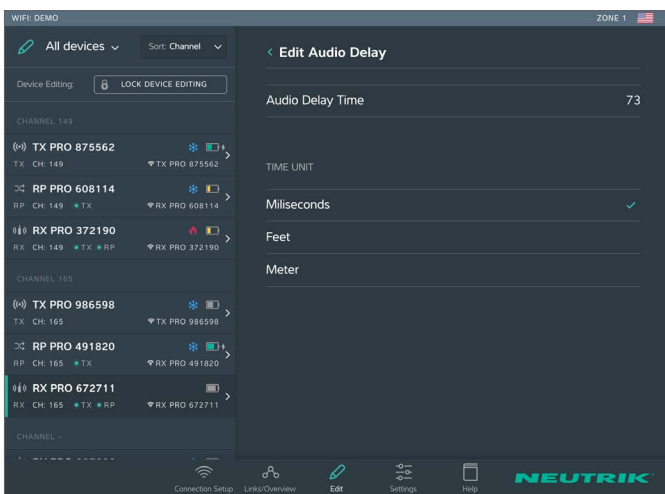 WIFI: DEMO
ZONE 1
All devices
Sort: Channel
Device Editing:
LOCK DEVICE EDITING
CHANNEL 149
TX PRO 875562
TX CH: 149
TX PRO 875562
RP PRO 608114
RP CH: 149 TX
RX PRO 608114
RX PRO 372190
RX CH: 149 TX RP
RX PRO 372190
CHANNEL 165
TX PRO 986598
TX CH: 165
TX PRO 986598
RP PRO 491820
RP CH: 165 TX
RX PRO 491820
RX PRO 672711
RX CH: 165 TX RP
RX PRO 672711
CHANNEL -
Edit Audio Delay
Audio Delay Time 73
TIME UNIT
Miliseconds
Feet
Meter
Connection Setup
Links/Overview
Edit
Settings
Help
NEUTRIK